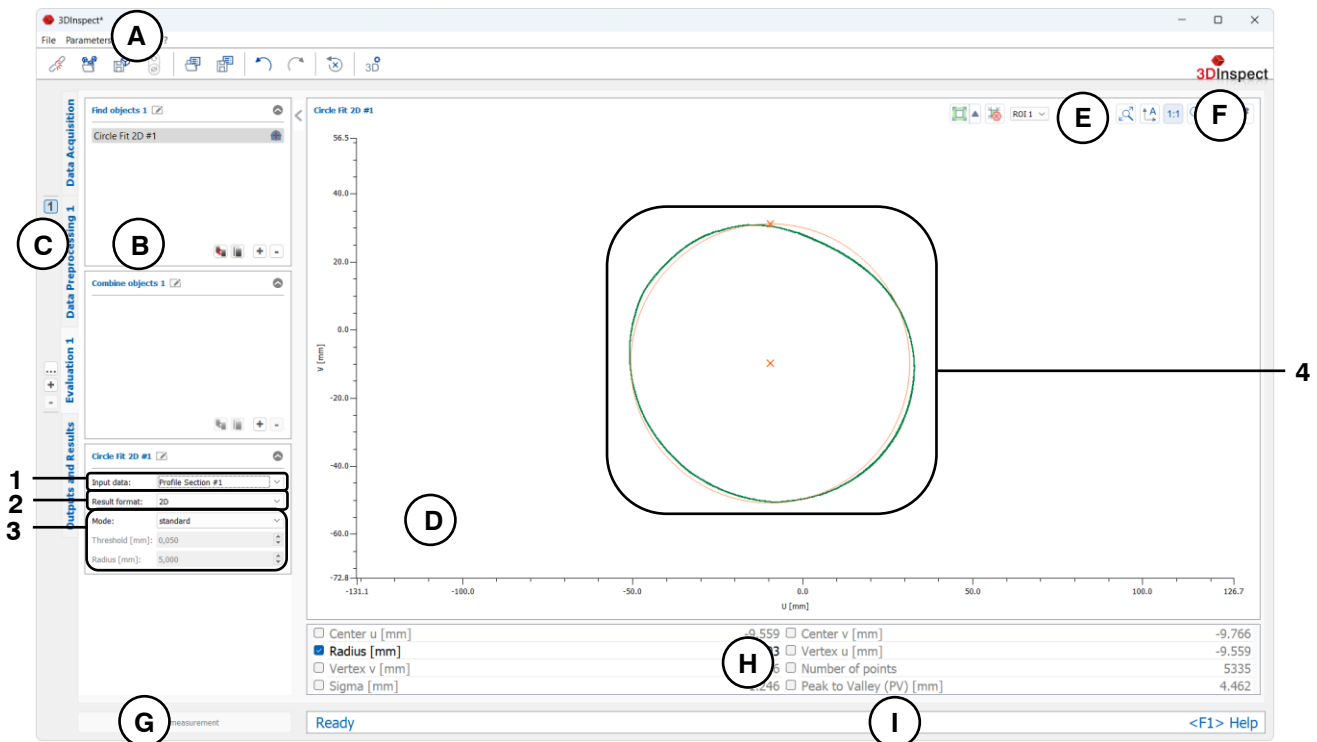 3DInspect*
File Parameters ?
A
3D
3DInspect
Data Acquisition
Data Preprocessing 1
Evaluation 1
Outputs and Results
1
C
...
+
-
Find objects 1
Circle Fit 2D #1
B
+ -
Combine objects 1
+ -
Circle Fit 2D #1
1
Input data: Profile Section #1
2
Result format: 2D
3
Mode: standard
Threshold [mm]: 0,050
Radius [mm]: 5,000
G
measurement
Circle Fit 2D #1
ROI 1
E
A
1:1
F
56.5
40.0
20.0
0.0
-20.0
-40.0
-60.0
-72.8
V [mm]
4
D
-131.1 -100.0 -50.0 0.0 50.0 100.0 126.7
U [mm]
Center u [mm] -9.559 Center v [mm] -9.766
Radius [mm] Vertex u [mm] -9.559
H
Vertex v [mm] Number of points 5335
Sigma [mm] Peak to Valley (PV) [mm] 4.462
Ready
I
<F1> Help